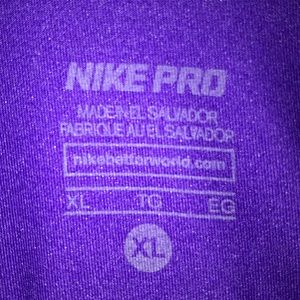 NIKE PRO
MADE IN EL SALVADOR
FABRIQUE AU EL SALVADOR
nikebetterworld.com
XL TG EG
XL